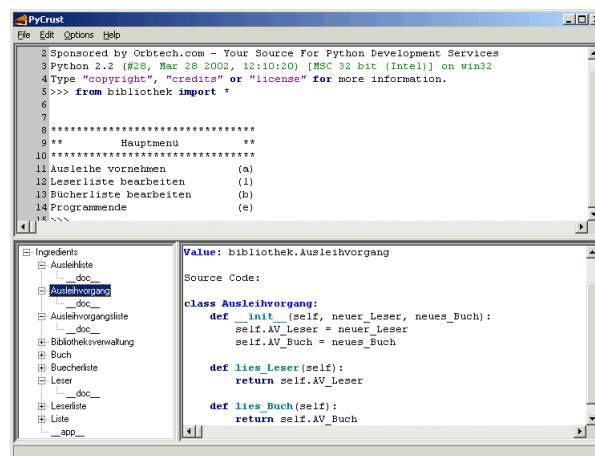 PyCrust
File Edit Options Help
2 Sponsored by Orbtech.com - Your Source For Python Development Services
3 Python 2.2 (#28, Mar 28 2002, 12:10:20) [MSC 32 bit (Intel)] on win32
4 Type "copyright", "credits" or "license" for more information.
5 >>> from bibliothek import *
6
7
8 ********************************
9 ** Hauptmenü **
10 ********************************
11 Ausleihe vornehmen (a)
12 Leserliste bearbeiten (l)
13 Bücherliste bearbeiten (b)
14 Programmende (e)
15 >>>
Ingredients
Ausleihliste
__doc__
Ausleihvorgang
__doc__
Ausleihvorgangsliste
__doc__
Bibliotheksverwaltung
Buch
Buecherliste
Leser
__doc__
Leserliste
Liste
__app__
Value: bibliothek.Ausleihvorgang
Source Code:
class Ausleihvorgang:
def __init__(self, neuer_Leser, neues_Buch):
self.AV_Leser = neuer_Leser
self.AV_Buch = neues_Buch
def lies_Leser(self):
return self.AV_Leser
def lies_Buch(self):
return self.AV_Buch